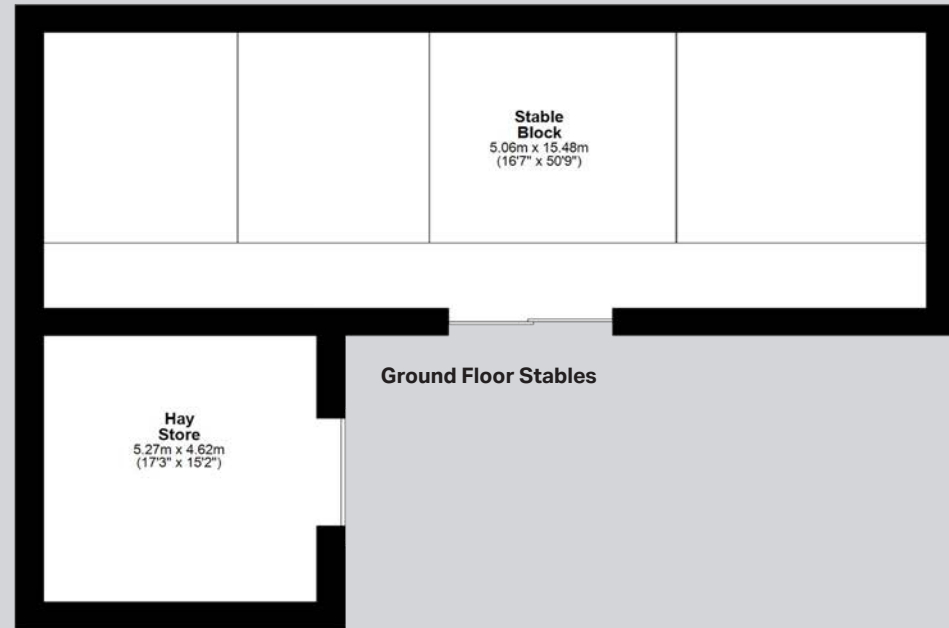 Stable
Block
5.06m x 15.48m
(16'7" x 50'9")
Ground Floor Stables
Hay
Store
5.27m x 4.62m
(17'3" x 15'2")